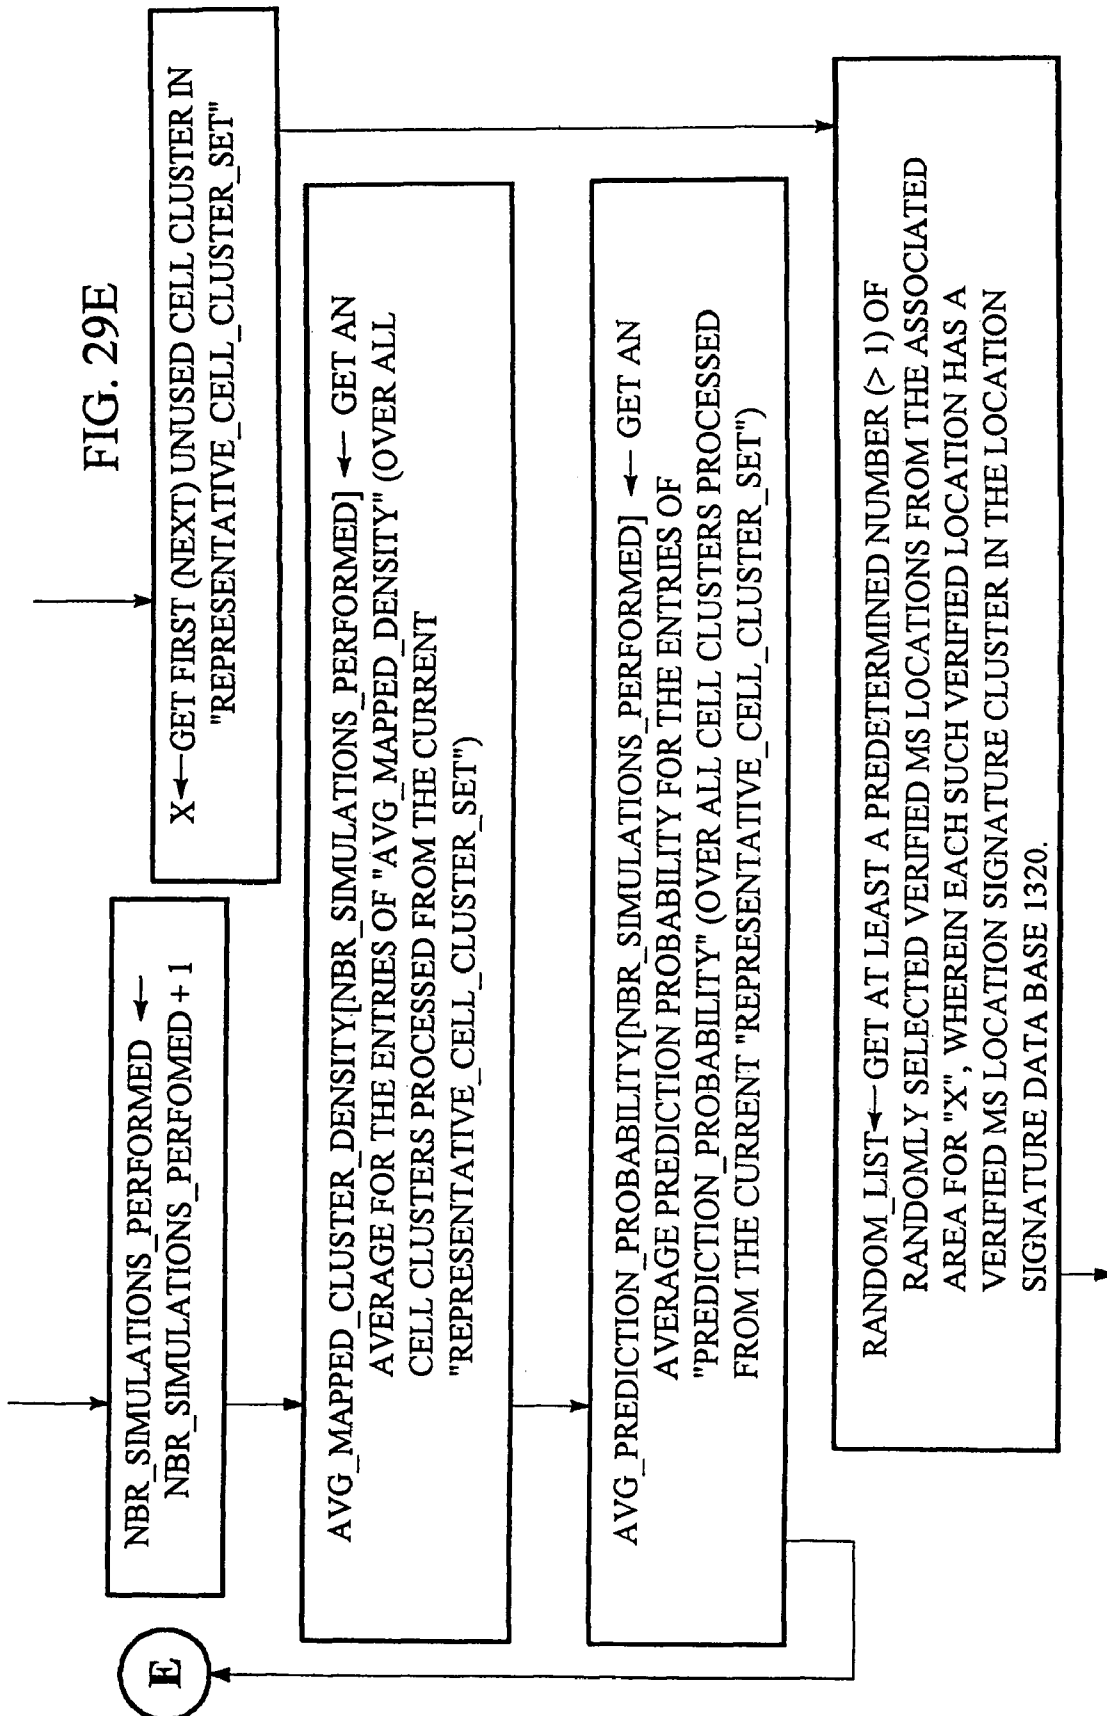 FIG. 29E
X←GET FIRST (NEXT) UNUSED CELL CLUSTER IN
"REPRESENTATIVE_CELL_CLUSTER_SET"
NBR_SIMULATIONS_PERFORMED ←
NBR_SIMULATIONS_PERFOMED + 1
AVG_MAPPED_CLUSTER_DENSITY[NBR_SIMULATIONS_PERFORMED] ← GET AN
AVERAGE FOR THE ENTRIES OF "AVG_MAPPED_DENSITY" (OVER ALL
CELL CLUSTERS PROCESSED FROM THE CURRENT
"REPRESENTATIVE_CELL_CLUSTER_SET")
AVG_PREDICTION_PROBABILITY[NBR_SIMULATIONS_PERFORMED] ← GET AN
AVERAGE PREDICTION PROBABILITY FOR THE ENTRIES OF
"PREDICTION_PROBABILITY" (OVER ALL CELL CLUSTERS PROCESSED
FROM THE CURRENT "REPRESENTATIVE_CELL_CLUSTER_SET")
E
RANDOM_LIST←GET AT LEAST A PREDETERMINED NUMBER (> 1) OF
RANDOMLY SELECTED VERIFIED MS LOCATIONS FROM THE ASSOCIATED
AREA FOR "X", WHEREIN EACH SUCH VERIFIED LOCATION HAS A
VERIFIED MS LOCATION SIGNATURE CLUSTER IN THE LOCATION
SIGNATURE DATA BASE 1320.